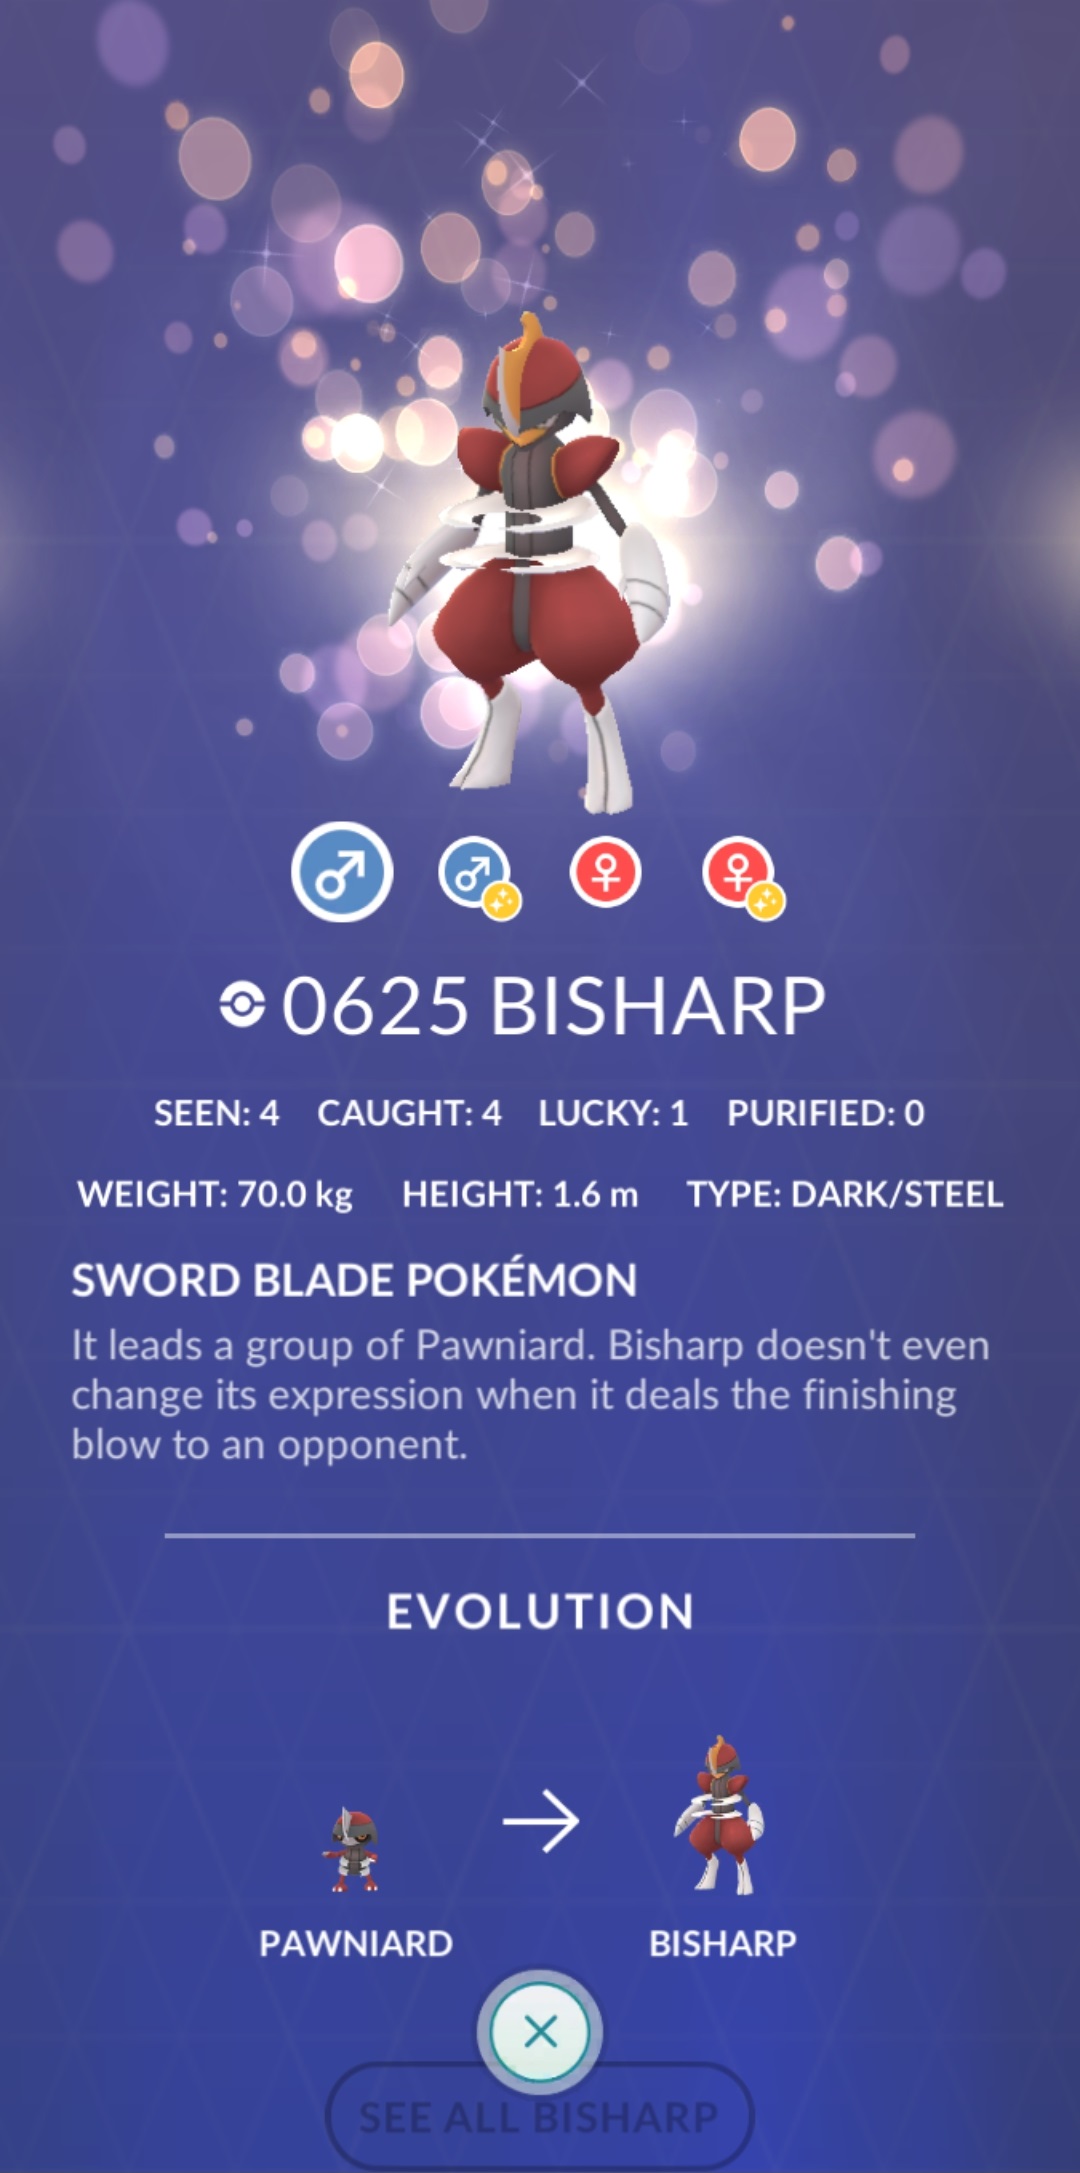 0625 BISHARP
SEEN: 4 CAUGHT: 4 LUCKY: 1 PURIFIED: 0
WEIGHT: 70.0 kg HEIGHT: 1.6 m TYPE: DARK/STEEL
SWORD BLADE POKÉMON
It leads a group of Pawniard. Bisharp doesn't even
change its expression when it deals the finishing
blow to an opponent.
EVOLUTION
PAWNIARD BISHARP
SEE ALL BISHARP